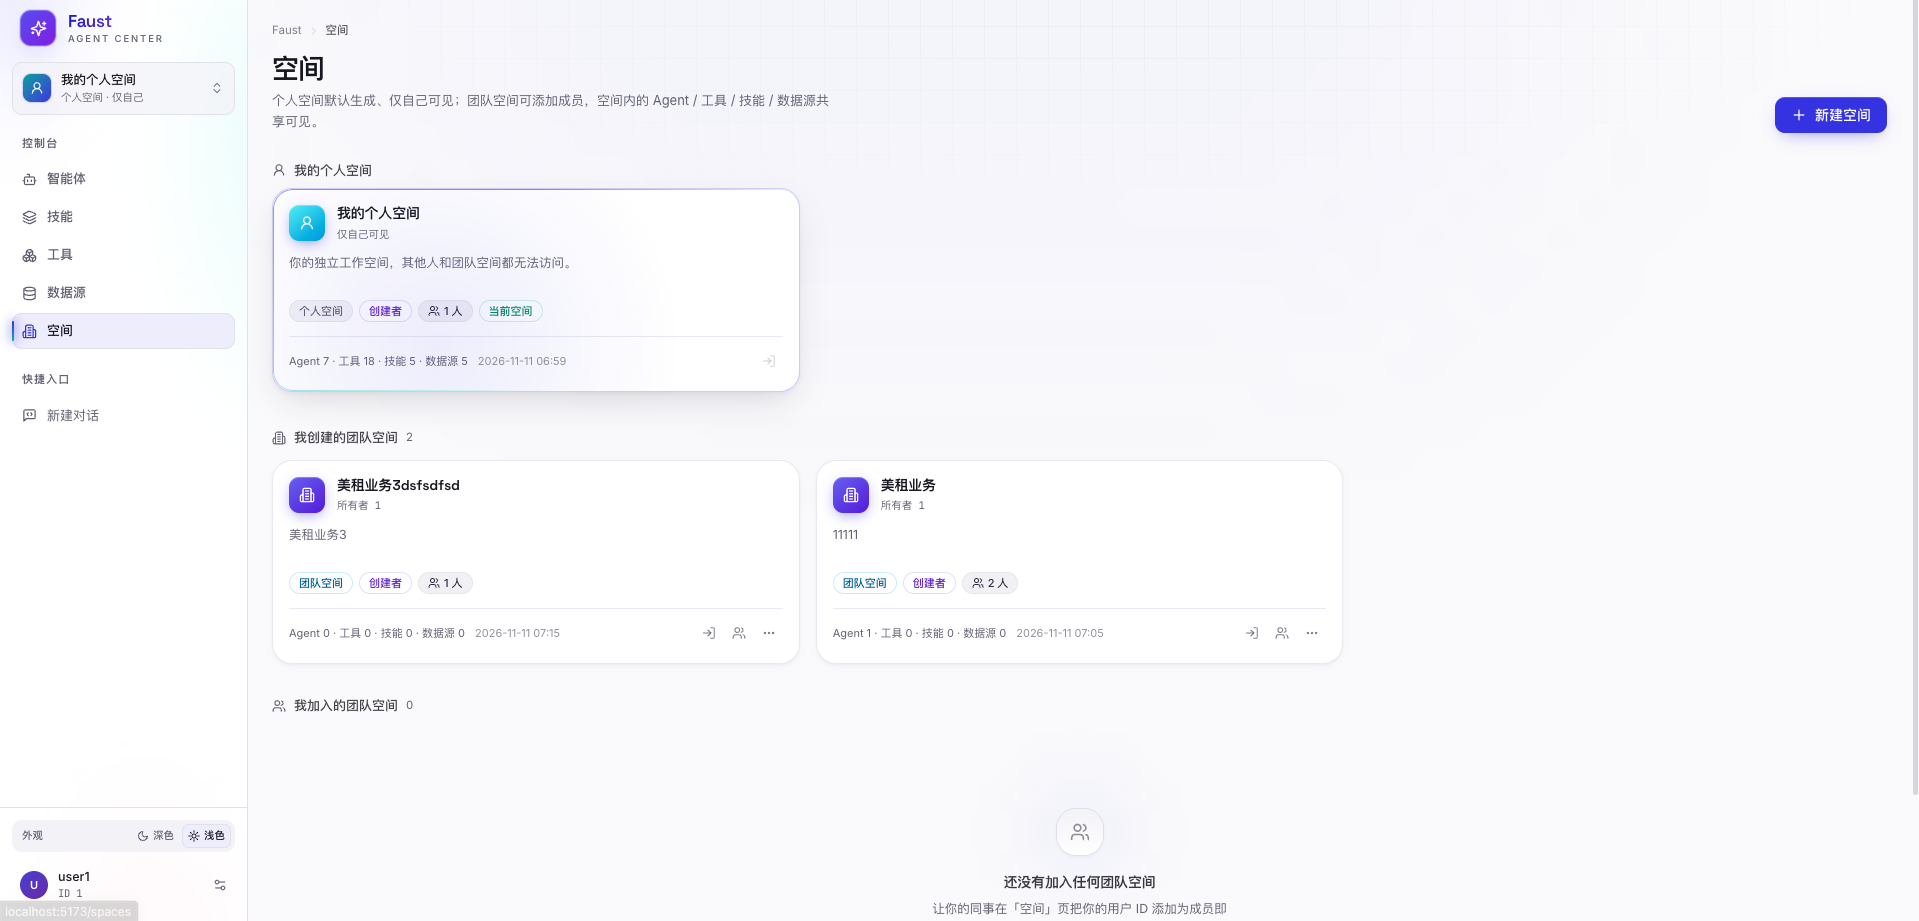 Faust
AGENT CENTER
我的个人空间
个人空间 · 仅自己
控制台
智能体
技能
工具
数据源
空间
快捷入口
新建对话
外观
深色
浅色
U
user1
ID 1
localhost:5173/spaces
Faust > 空间
空间
个人空间默认生成、仅自己可见；团队空间可添加成员，空间内的 Agent / 工具 / 技能 / 数据源共
享可见。
新建空间
我的个人空间
我的个人空间
仅自己可见
你的独立工作空间，其他人和团队空间都无法访问。
个人空间 创建者 1 人 当前空间
Agent 7 · 工具 18 · 技能 5 · 数据源 5 2026-11-11 06:59
我创建的团队空间 2
美租业务3dsfsdfsd
所有者 1
美租业务3
团队空间 创建者 1 人
Agent 0 · 工具 0 · 技能 0 · 数据源 0 2026-11-11 07:15
美租业务
所有者 1
11111
团队空间 创建者 2 人
Agent 1 · 工具 0 · 技能 0 · 数据源 0 2026-11-11 07:05
我加入的团队空间 0
还没有加入任何团队空间
让你的同事在「空间」页把你的用户 ID 添加为成员即